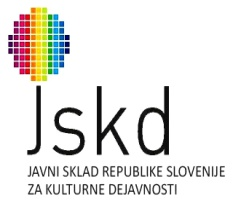 Jskd
JAVNI SKLAD REPUBLIKE SLOVENIJE
ZA KULTURNE DEJAVNOSTI